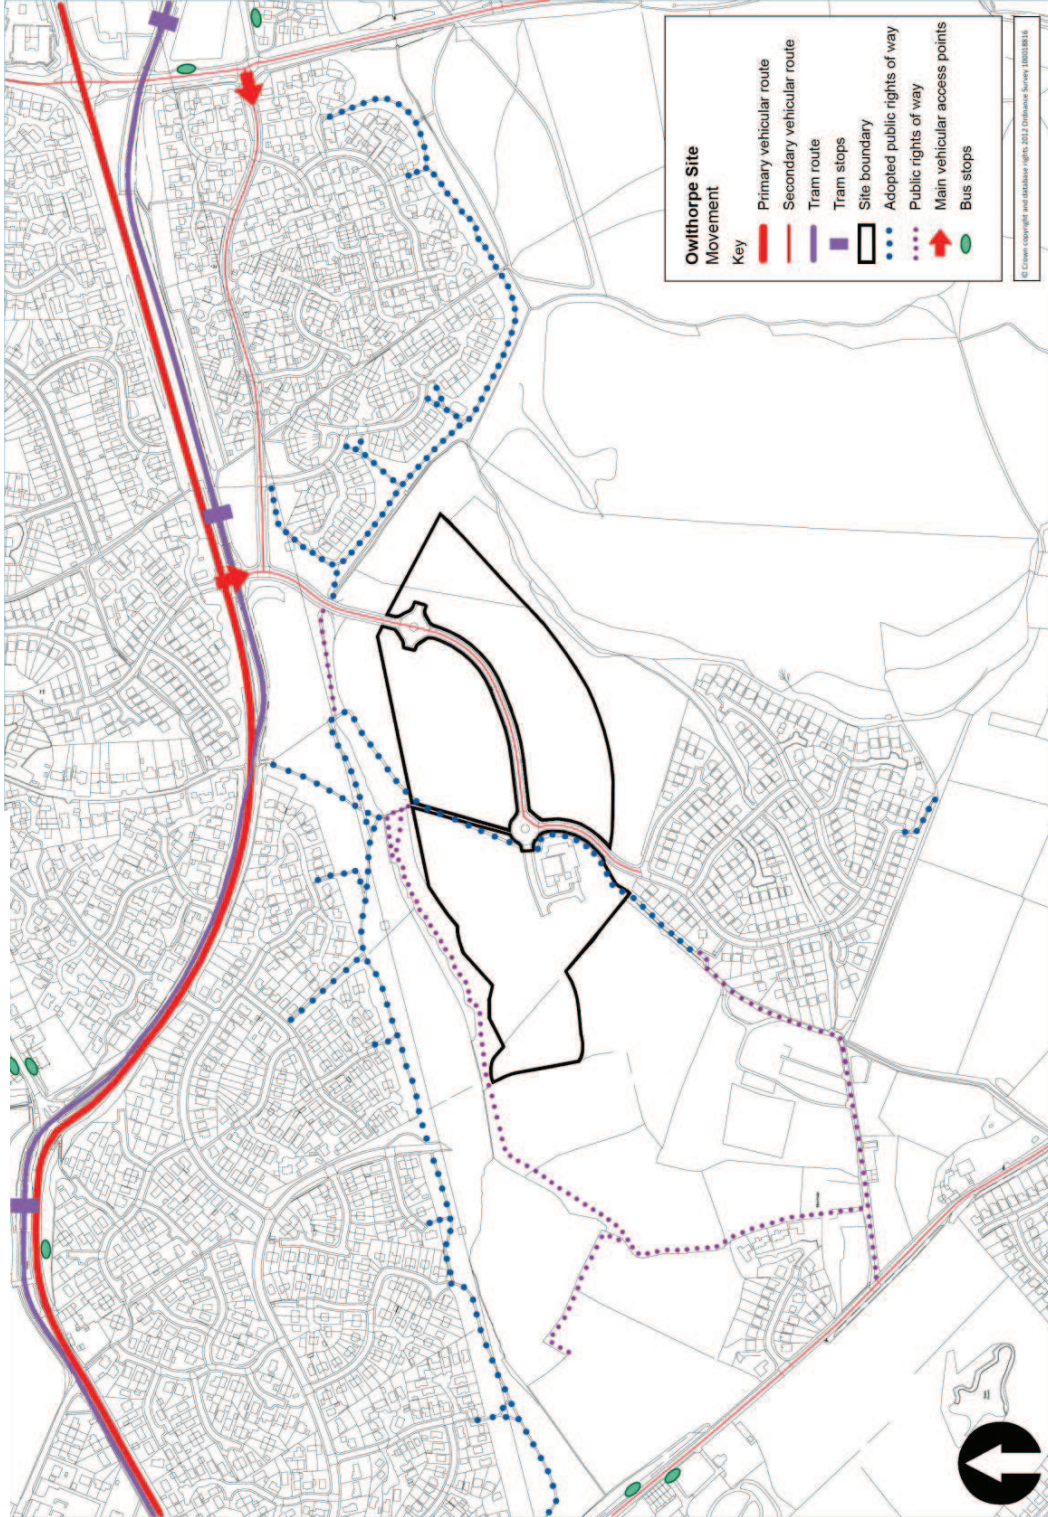 Owlthorpe Site
Movement
Key
Primary vehicular route
Secondary vehicular route
Tram route
Tram stops
Site boundary
Adopted public rights of way
Public rights of way
Main vehicular access points
Bus stops
© Crown copyright and database rights 2012 Ordnance Survey 100018816